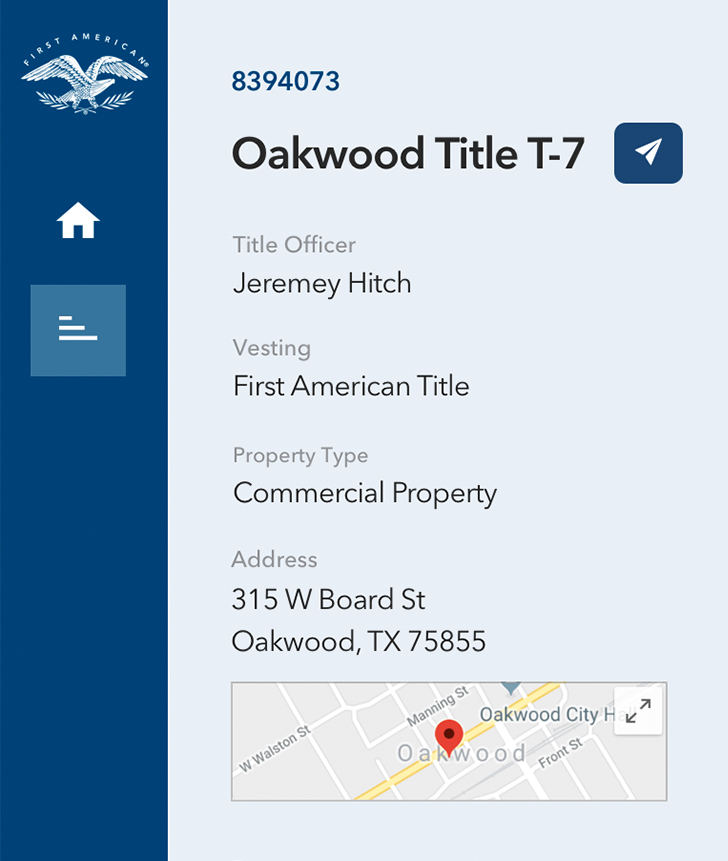 FIRST AMERICAN®
8394073
Oakwood Title T-7
Title Officer
Jeremey Hitch
Vesting
First American Title
Property Type
Commercial Property
Address
315 W Board St
Oakwood, TX 75855
Manning St
Oakwood City
W Walston St
Oakwood
Front St